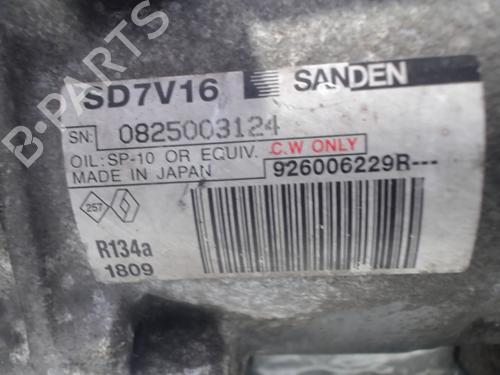 B-PARTS
SD7V16 SANDEN
SN: 0825003124
OIL: SP-10 OR EQUIV. C.W ONLY
MADE IN JAPAN 926006229R---
257
R134a
1809